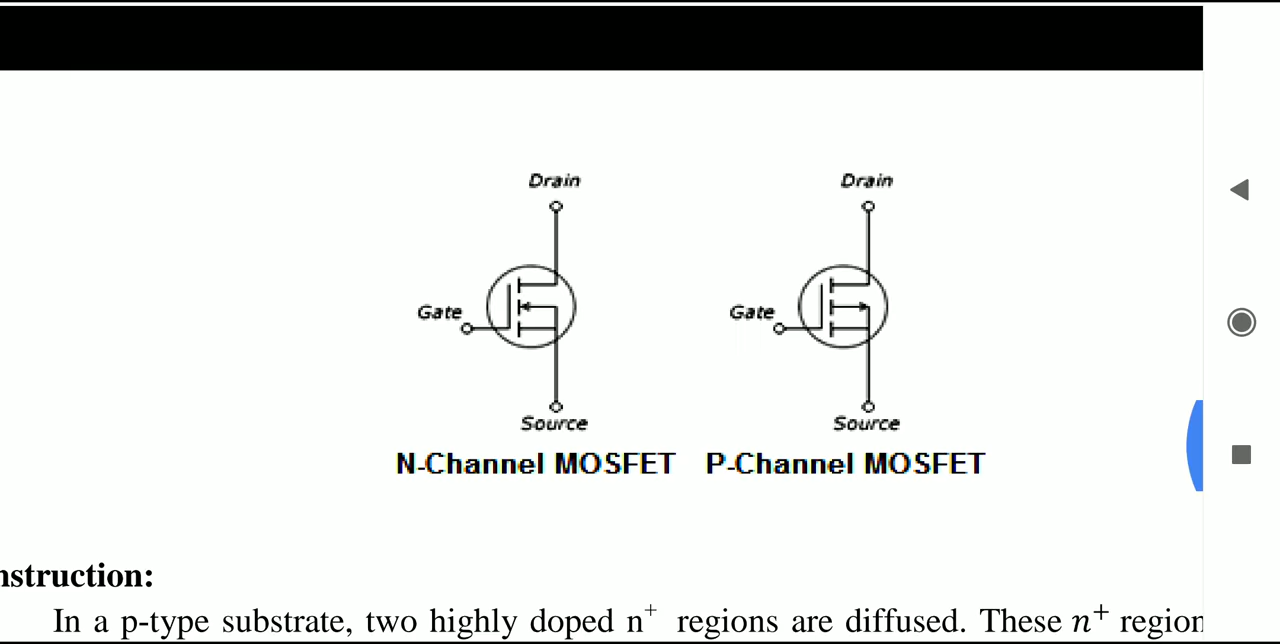 Drain Drain
Gate Gate
Source Source
N-Channel MOSFET P-Channel MOSFET
nstruction:
In a p-type substrate, two highly doped n⁺ regions are diffused. These n⁺ region